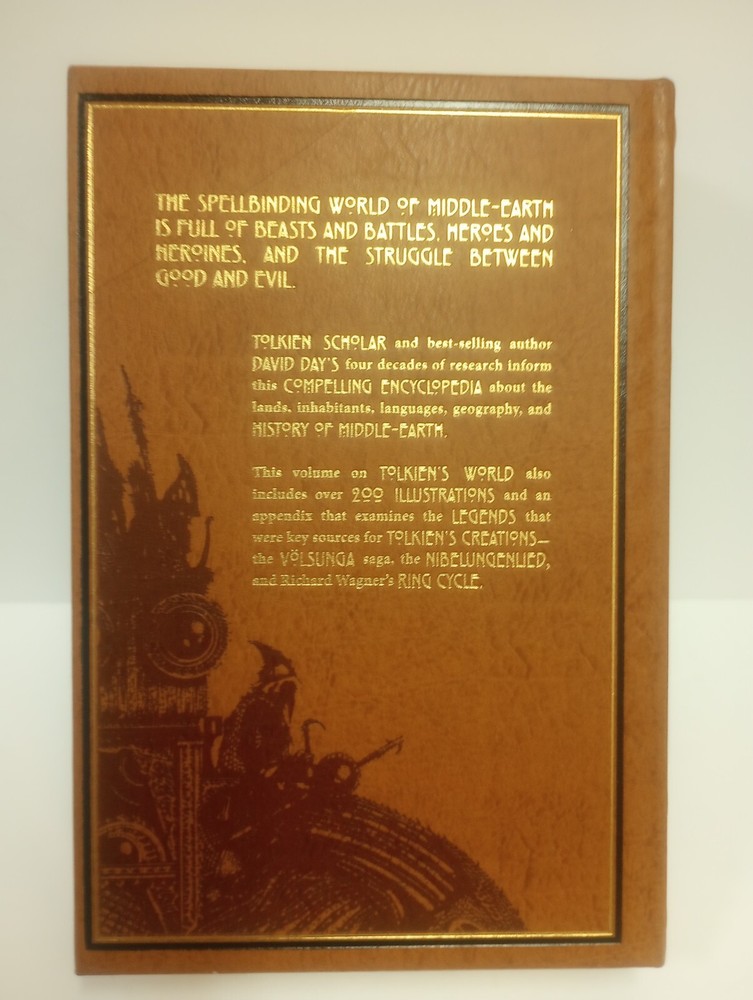 THE SPELLBINDING WORLD OF MIDDLE-EARTH
IS FULL OF BEASTS AND BATTLES, HEROES AND
HEROINES, AND THE STRUGGLE BETWEEN
GOOD AND EVIL.
TOLKIEN SCHOLAR and best-selling author
DAVID DAY'S four decades of research inform
this COMPELLING ENCYCLOPEDIA about the
lands, inhabitants, languages, geography, and
HISTORY OF MIDDLE-EARTH.
This volume on TOLKIEN'S WORLD also
includes over 200 ILLUSTRATIONS and an
appendix that examines the LEGENDS that
were key sources for TOLKIEN'S CREATIONS—
the VÖLSUNGA saga, the NIBELUNGENLIED,
and Richard Wagner's RING CYCLE.